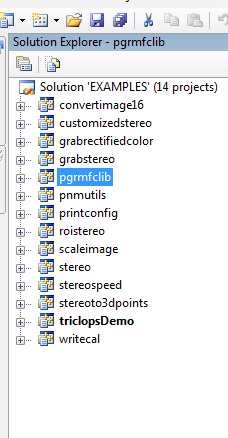 Solution Explorer - pgrmfclib
Solution 'EXAMPLES' (14 projects)
convertimage16
customizedstereo
grabrectifiedcolor
grabstereo
pgrmfclib
pnmutils
printconfig
roistereo
scaleimage
stereo
stereospeed
stereoto3dpoints
triclopsDemo
writecal